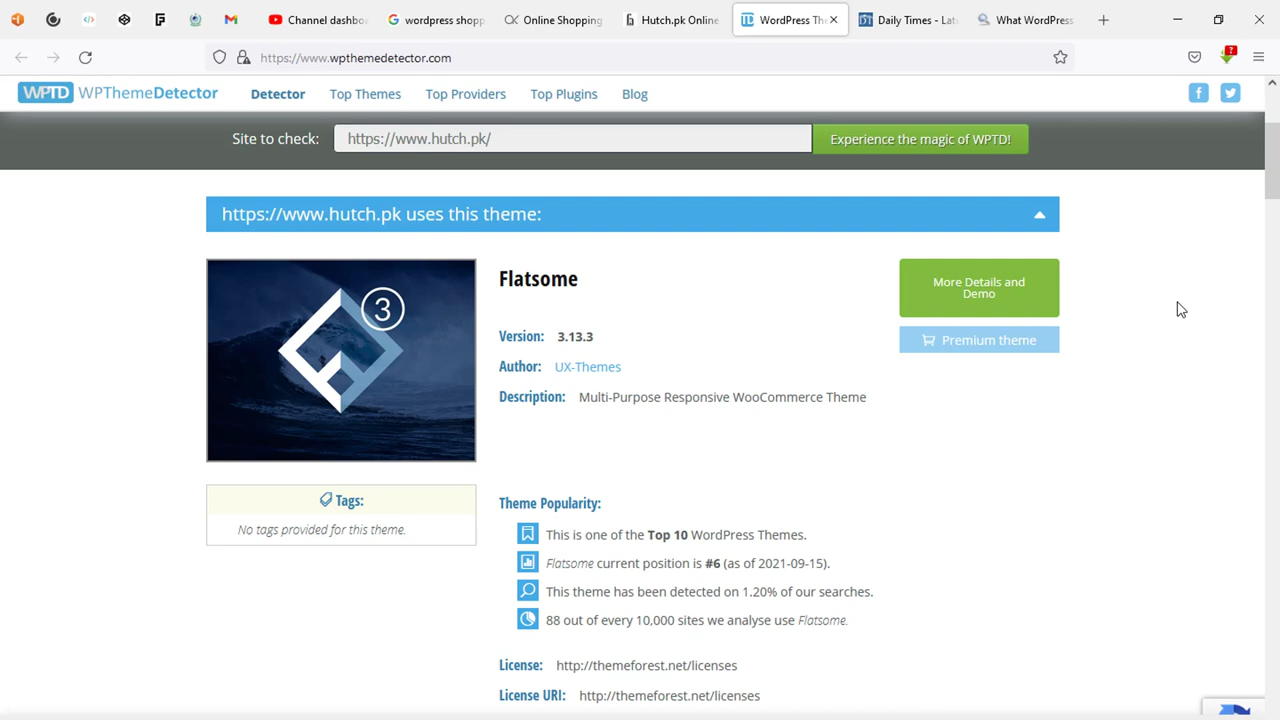 Channel dashbo
wordpress shopp
Online Shopping
Hutch.pk Online
WordPress The
Daily Times - Late
What WordPress
https://www.wpthemedetector.com
?
WPTD WPThemeDetector
Detector
Top Themes
Top Providers
Top Plugins
Blog
Site to check:
https://www.hutch.pk/
Experience the magic of WPTD!
https://www.hutch.pk uses this theme:
3
Flatsome
More Details and
Demo
Premium theme
Version: 3.13.3
Author: UX-Themes
Description: Multi-Purpose Responsive WooCommerce Theme
Tags:
No tags provided for this theme.
Theme Popularity:
This is one of the Top 10 WordPress Themes.
Flatsome current position is #6 (as of 2021-09-15).
This theme has been detected on 1.20% of our searches.
88 out of every 10,000 sites we analyse use Flatsome.
License: http://themeforest.net/licenses
License URI: http://themeforest.net/licenses